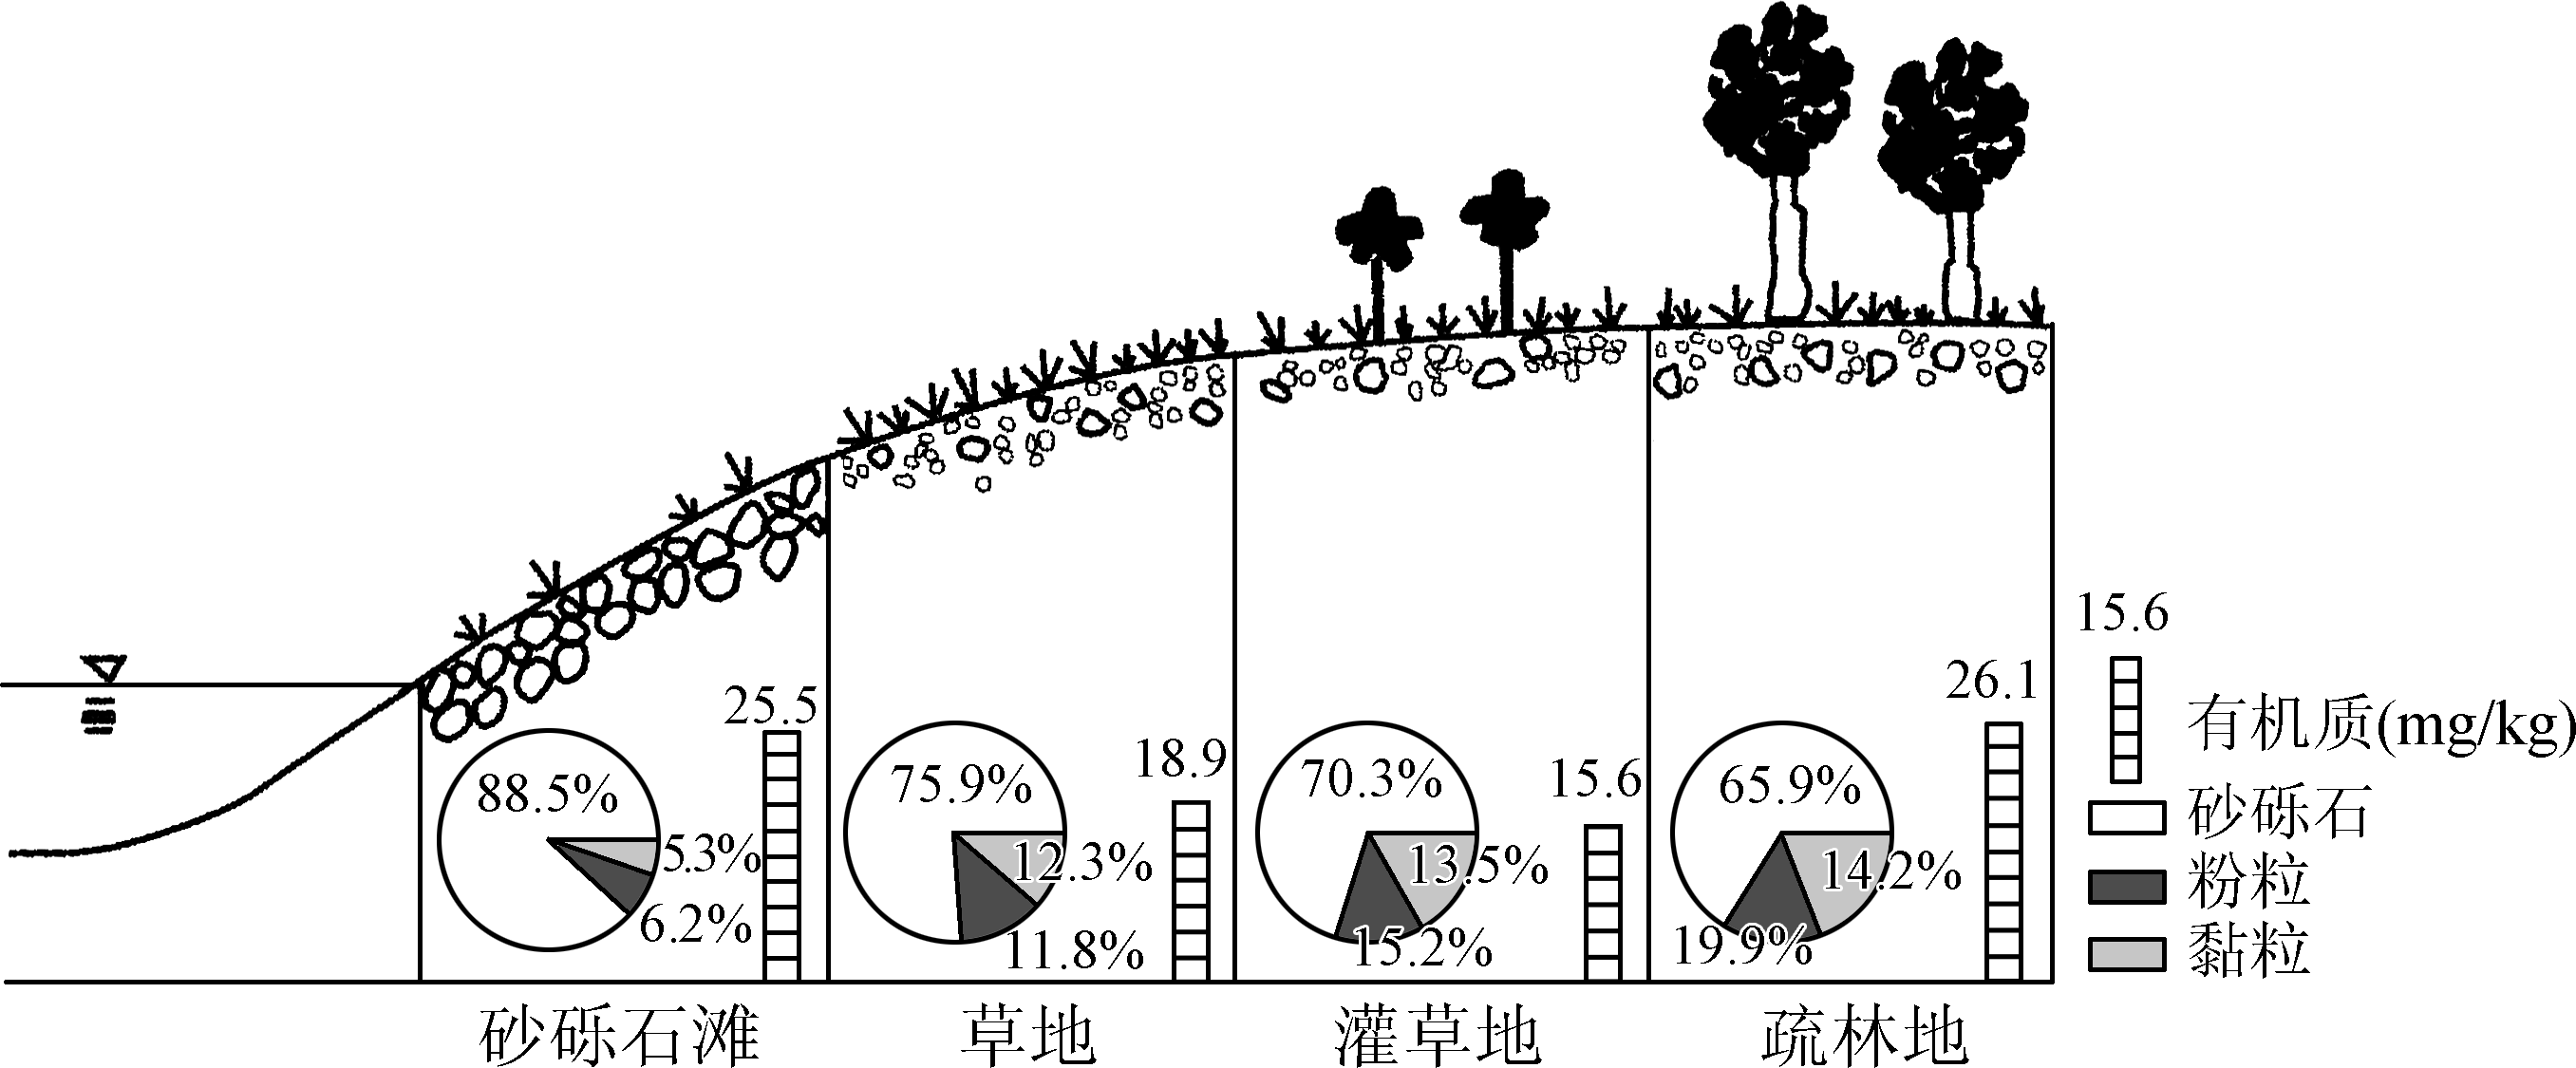 25.5
88.5%
5.3%
6.2%
18.9
75.9%
12.3%
11.8%
15.6
70.3%
13.5%
15.2%
26.1
65.9%
14.2%
19.9%
15.6
有机质(mg/kg)
砂砾石
粉粒
黏粒
砂砾石滩
草地
灌草地
疏林地